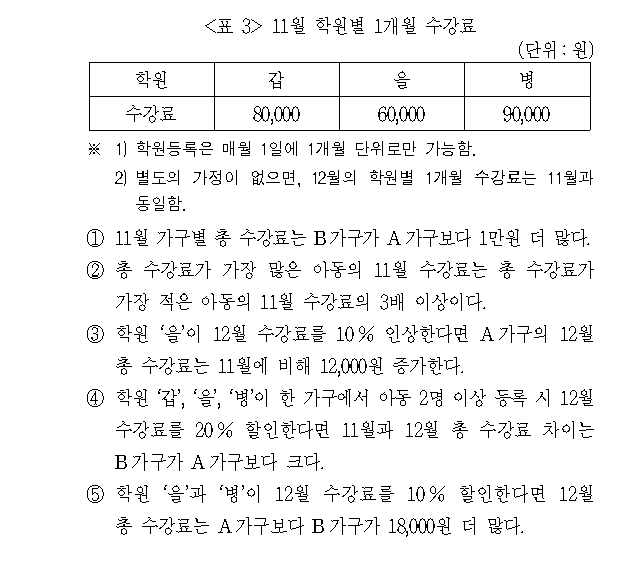 <표 3> 11월 학원별 1개월 수강료
(단위 : 원)
학원 갑 을 병
수강료 80,000 60,000 90,000
※ 1) 학원등록은 매월 1일에 1개월 단위로만 가능함.
2) 별도의 가정이 없으면, 12월의 학원별 1개월 수강료는 11월과
동일함.
① 11월 가구별 총 수강료는 B가구가 A가구보다 1만원 더 많다.
② 총 수강료가 가장 많은 아동의 11월 수강료는 총 수강료가
가장 적은 아동의 11월 수강료의 3배 이상이다.
③ 학원 ‘을’이 12월 수강료를 10% 인상한다면 A가구의 12월
총 수강료는 11월에 비해 12,000원 증가한다.
④ 학원 ‘갑’, ‘을’, ‘병’이 한 가구에서 아동 2명 이상 등록 시 12월
수강료를 20% 할인한다면 11월과 12월 총 수강료 차이는
B가구가 A가구보다 크다.
⑤ 학원 ‘을’과 ‘병’이 12월 수강료를 10% 할인한다면 12월
총 수강료는 A가구보다 B가구가 18,000원 더 많다.